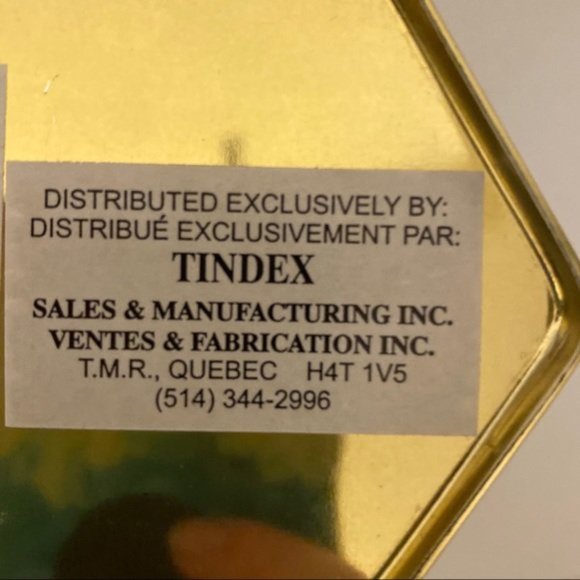 DISTRIBUTED EXCLUSIVELY BY:
DISTRIBUÉ EXCLUSIVEMENT PAR:
TINDEX
SALES & MANUFACTURING INC.
VENTES & FABRICATION INC.
T.M.R., QUEBEC H4T 1V5
(514) 344-2996